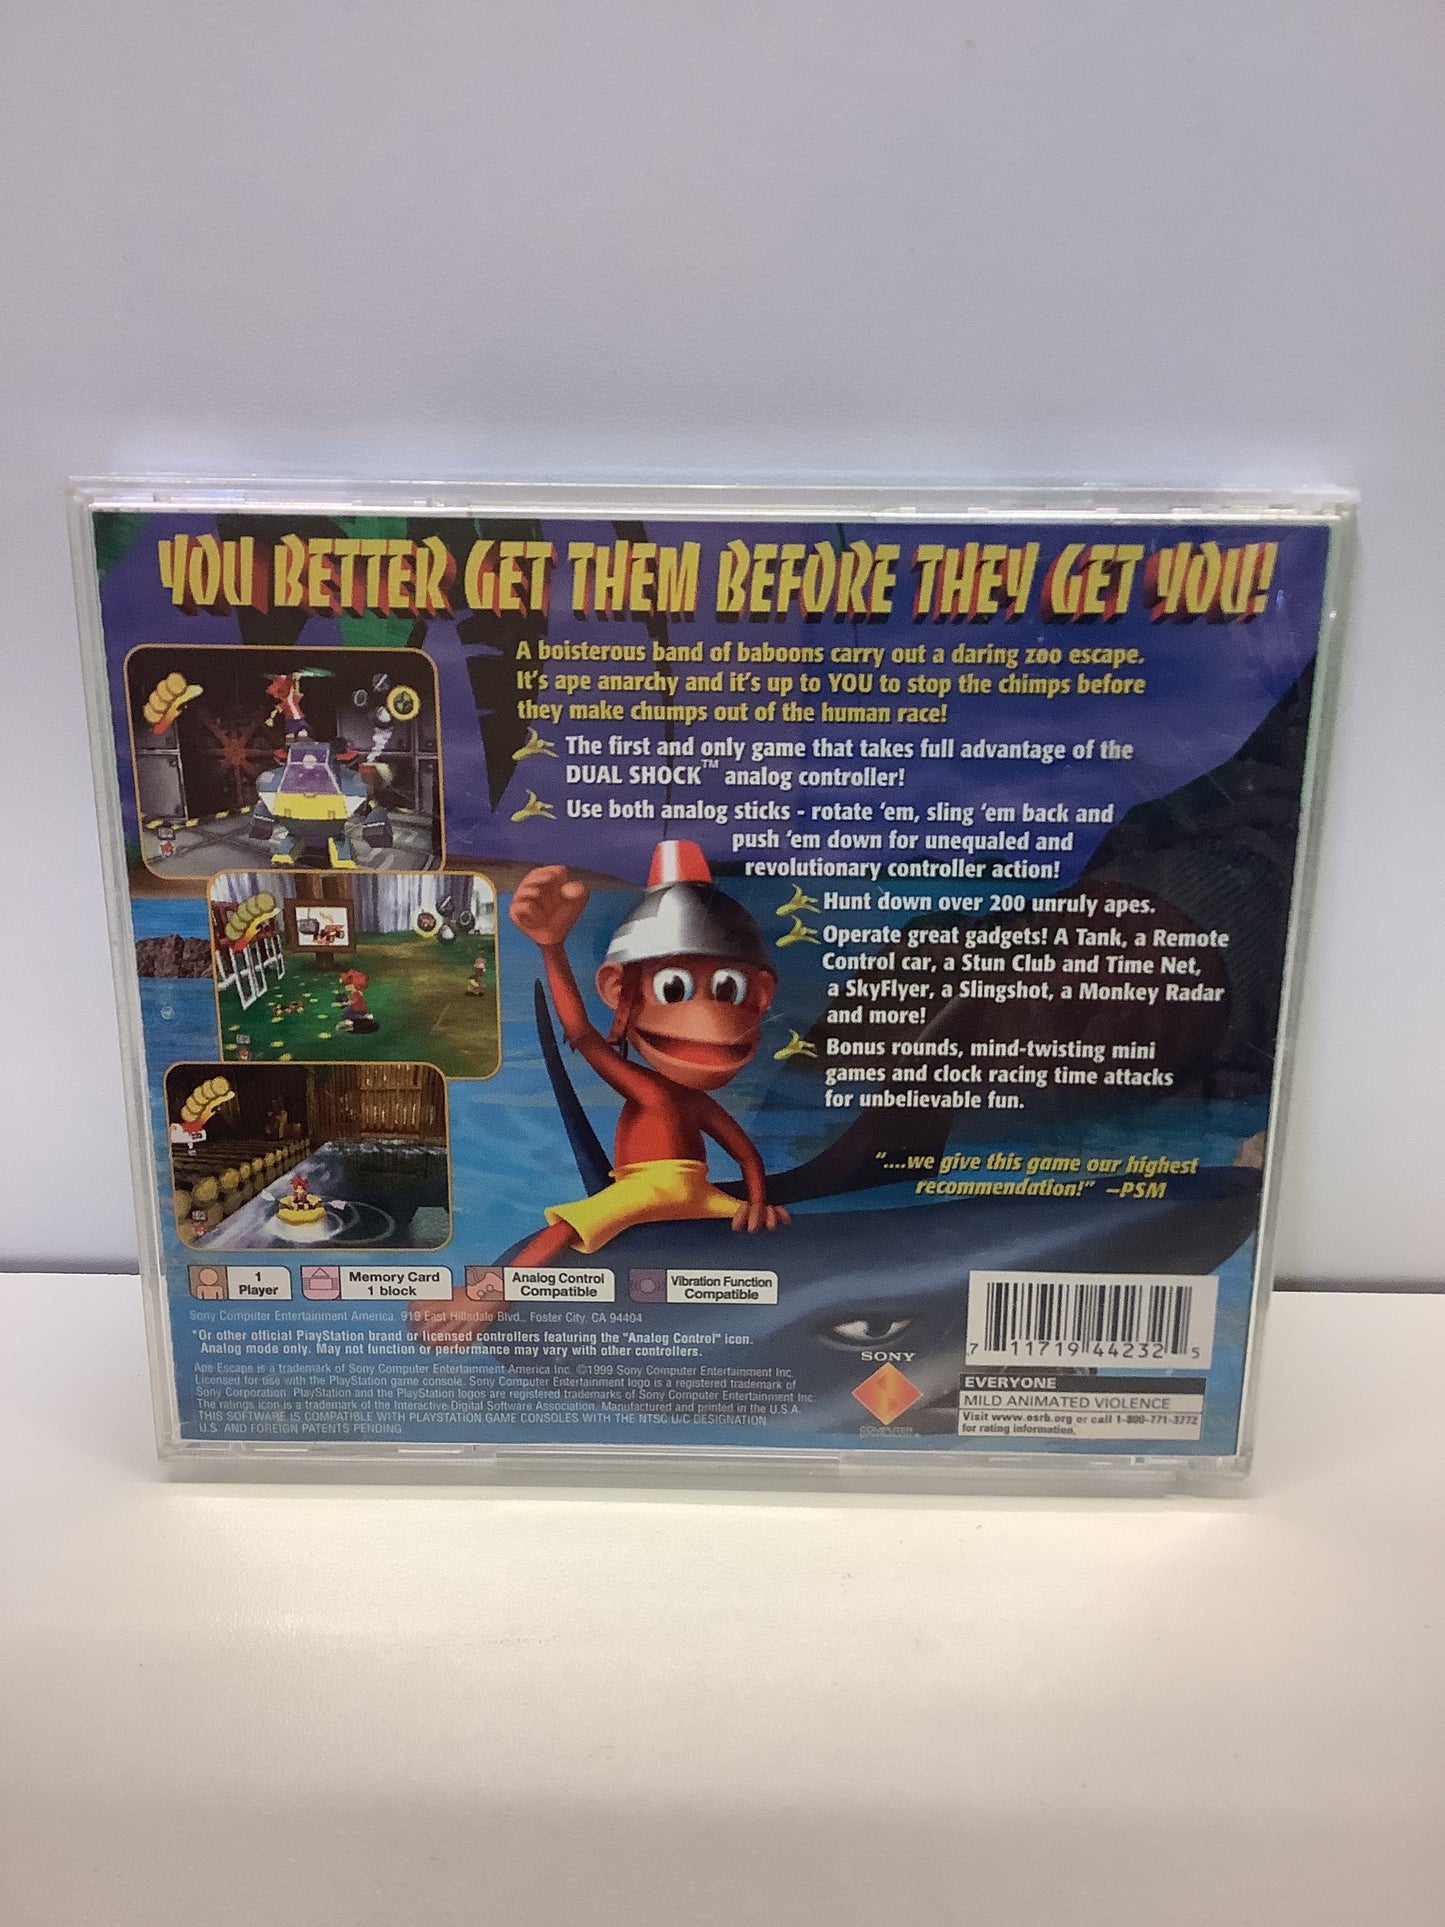 YOU BETTER GET THEM BEFORE THEY GET YOU!
A boisterous band of baboons carry out a daring zoo escape.
It's ape anarchy and it's up to YOU to stop the chimps before
they make chumps out of the human race!
The first and only game that takes full advantage of the
DUAL SHOCK™ analog controller!
Use both analog sticks - rotate 'em, sling 'em back and
push 'em down for unequaled and
revolutionary controller action!
Hunt down over 200 unruly apes.
Operate great gadgets! A Tank, a Remote
Control car, a Stun Club and Time Net,
a SkyFlyer, a Slingshot, a Monkey Radar
and more!
Bonus rounds, mind-twisting mini
games and clock racing time attacks
for unbelievable fun.
"....we give this game our highest
recommendation!" –PSM
1
Player
Memory Card
1 block
Analog Control
Compatible
Vibration Function
Compatible
Sony Computer Entertainment America, 919 East Hillsdale Blvd., Foster City, CA 94404
*Or other official PlayStation brand or licensed controllers featuring the "Analog Control" icon.
Analog mode only. May not function or performance may vary with other controllers.
Ape Escape is a trademark of Sony Computer Entertainment America Inc. ©1999 Sony Computer Entertainment Inc.
Licensed for use with the PlayStation game console. Sony Computer Entertainment logo is a registered trademark of
Sony Corporation. PlayStation and the PlayStation logos are registered trademarks of Sony Computer Entertainment Inc.
The ratings icon is a trademark of the Interactive Digital Software Association. Manufactured and printed in the U.S.A.
THIS SOFTWARE IS COMPATIBLE WITH PLAYSTATION GAME CONSOLES WITH THE NTSC U/C DESIGNATION.
U.S. AND FOREIGN PATENTS PENDING.
SONY
COMPUTER
7 11719 44232 5
EVERYONE
MILD ANIMATED VIOLENCE
Visit www.esrb.org or call 1-800-771-3772
for rating information.